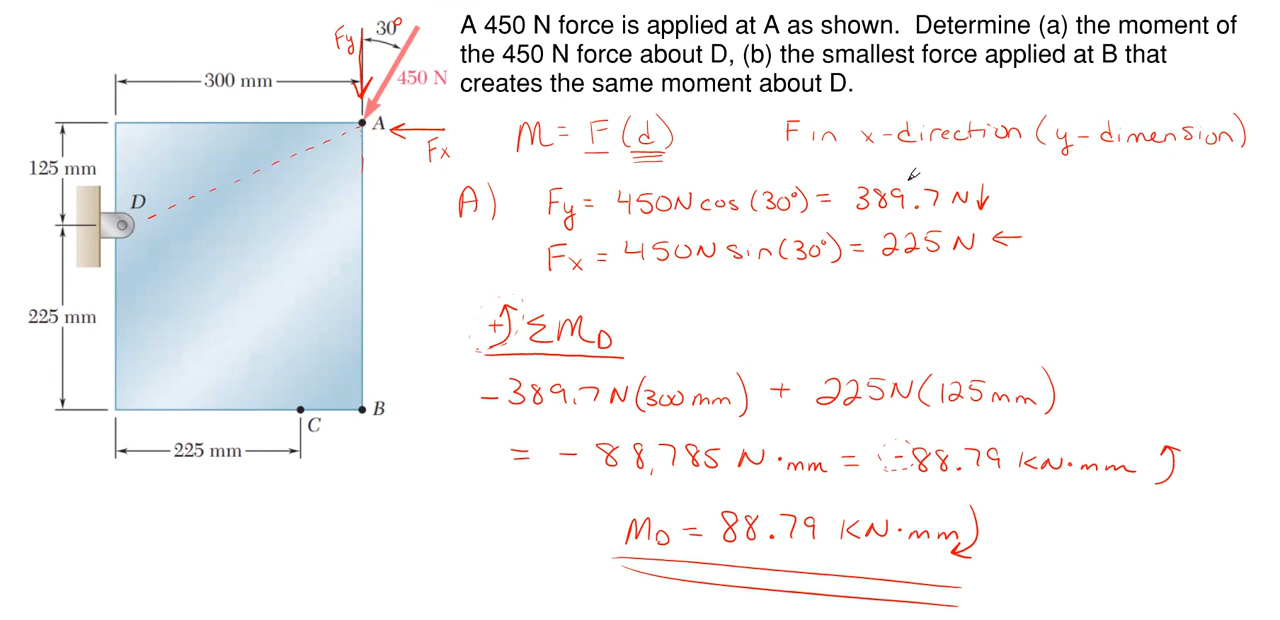 A 450 N force is applied at A as shown. Determine (a) the moment of
the 450 N force about D, (b) the smallest force applied at B that
creates the same moment about D.
Fy 30°
450 N
300 mm
A
Fx
125 mm
D
225 mm
B
C
225 mm
M = F (d) F in x-direction (y-dimension)
A) Fy = 450N cos (30°) = 389.7 N ↓
Fx = 450N sin(30°) = 225 N ←
+↺ ΣMD
-389.7 N (300 mm) + 225N (125 mm)
= - 88,785 N·mm = -88.79 KN·mm ↺
MD = 88.79 KN·mm ↻